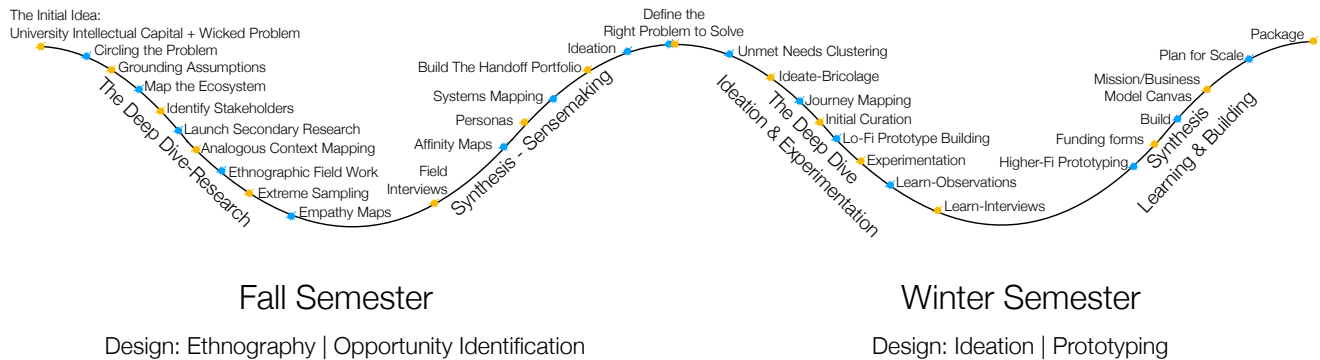 The Initial Idea:
University Intellectual Capital + Wicked Problem
Circling the Problem
Grounding Assumptions
Map the Ecosystem
Identify Stakeholders
Launch Secondary Research
Analogous Context Mapping
Ethnographic Field Work
Extreme Sampling
Empathy Maps
The Deep Dive-Research
Field
Interviews
Affinity Maps
Personas
Systems Mapping
Build The Handoff Portfolio
Ideation
Synthesis - Sensemaking
Define the
Right Problem to Solve
Unmet Needs Clustering
Ideate-Bricolage
Journey Mapping
Initial Curation
Lo-Fi Prototype Building
Experimentation
Learn-Observations
Learn-Interviews
The Deep Dive
Ideation & Experimentation
Higher-Fi Prototyping
Funding forms
Build
Mission/Business
Model Canvas
Plan for Scale
Package
Synthesis
Learning & Building
Fall Semester
Design: Ethnography | Opportunity Identification
Winter Semester
Design: Ideation | Prototyping